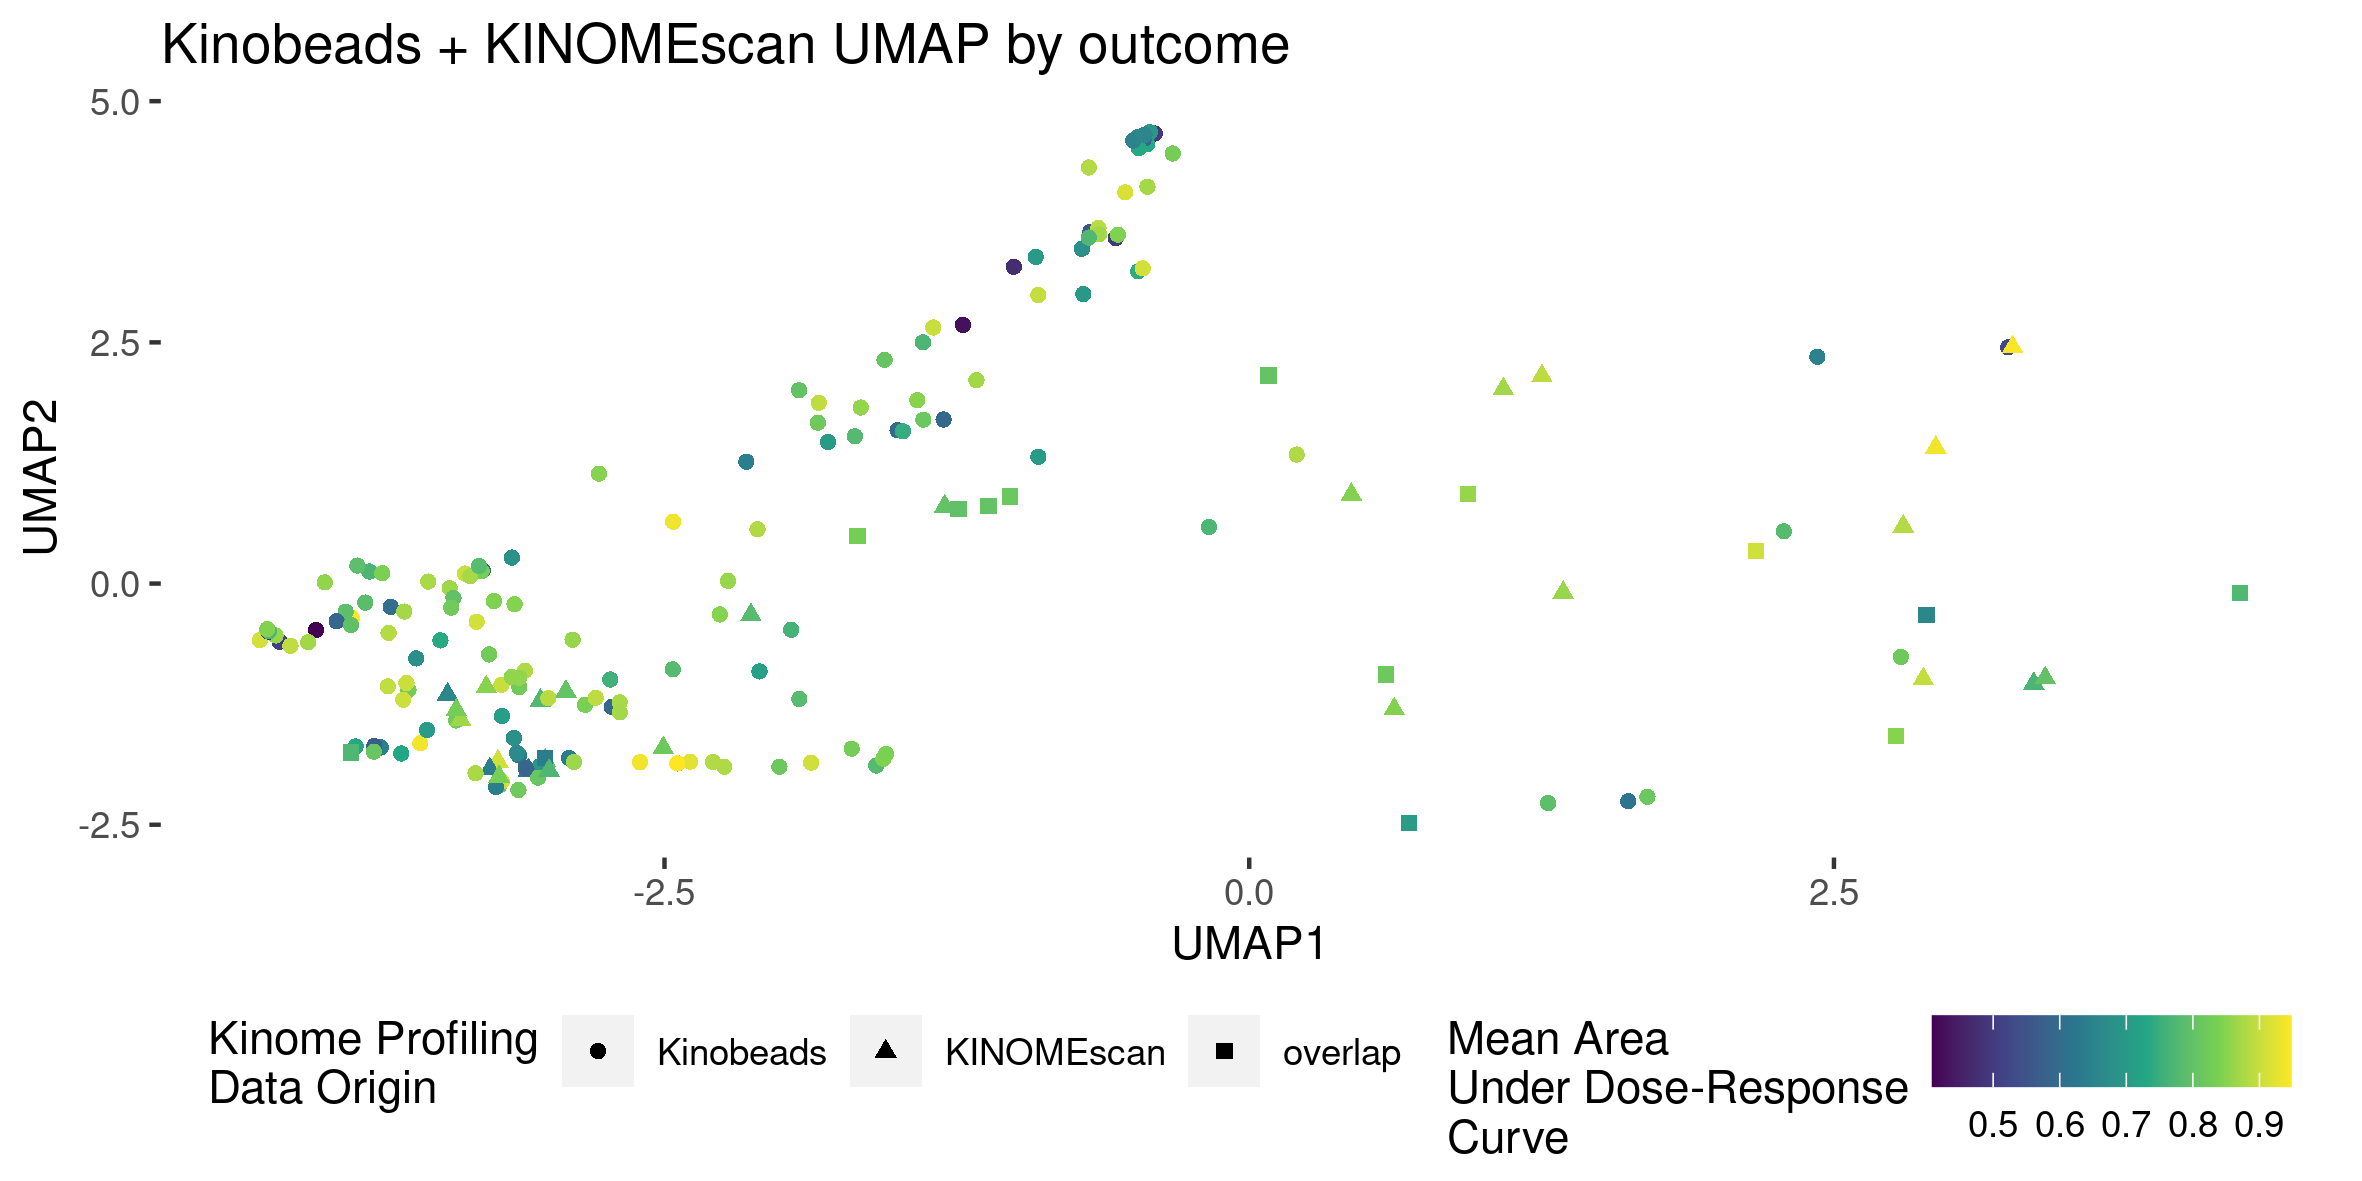 Kinobeads + KINOMEscan UMAP by outcome
5.0
2.5
0.0
-2.5
UMAP2
-2.5
0.0
2.5
UMAP1
Kinome Profiling
Data Origin
Kinobeads
KINOMEscan
overlap
Mean Area
Under Dose-Response
Curve
0.5 0.6 0.7 0.8 0.9